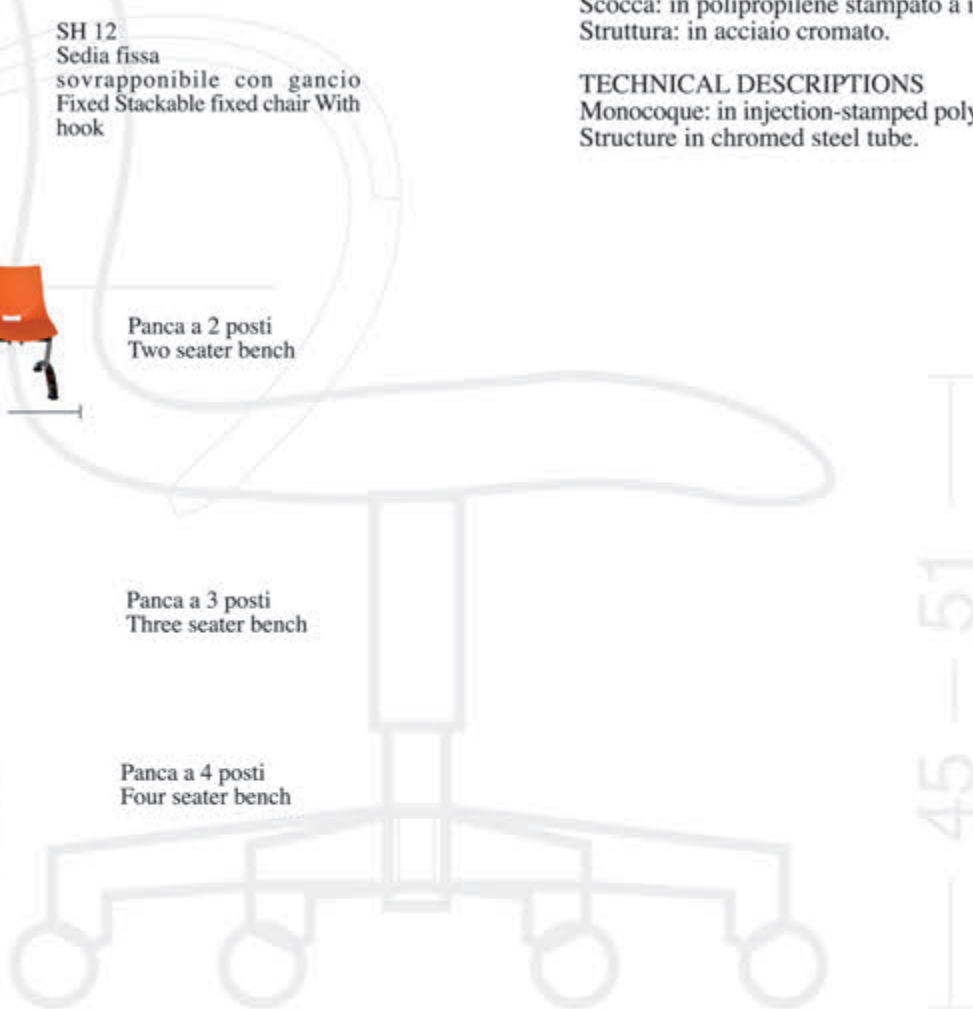 SH 12
Sedia fissa
sovrapponibile con gancio
Fixed Stackable fixed chair With
hook
Scocca: in polipropilene stampato a
Struttura: in acciaio cromato.
TECHNICAL DESCRIPTIONS
Monocoque: in injection-stamped
Structure in chromed steel tube.
Panca a 2 posti
Two seater bench
Panca a 3 posti
Three seater bench
Panca a 4 posti
Four seater bench
45 — 51